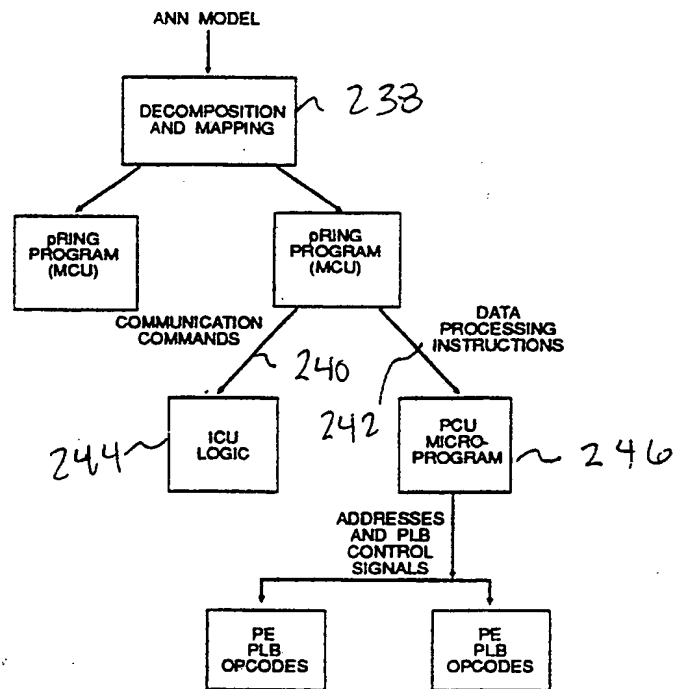 ANN MODEL
DECOMPOSITION
AND MAPPING
238
pRING
PROGRAM
(MCU)
pRING
PROGRAM
(MCU)
COMMUNICATION
COMMANDS
DATA
PROCESSING
INSTRUCTIONS
240
242
244
ICU
LOGIC
PCU
MICRO-
PROGRAM
246
ADDRESSES
AND PLB
CONTROL
SIGNALS
PE
PLB
OPCODES
PE
PLB
OPCODES